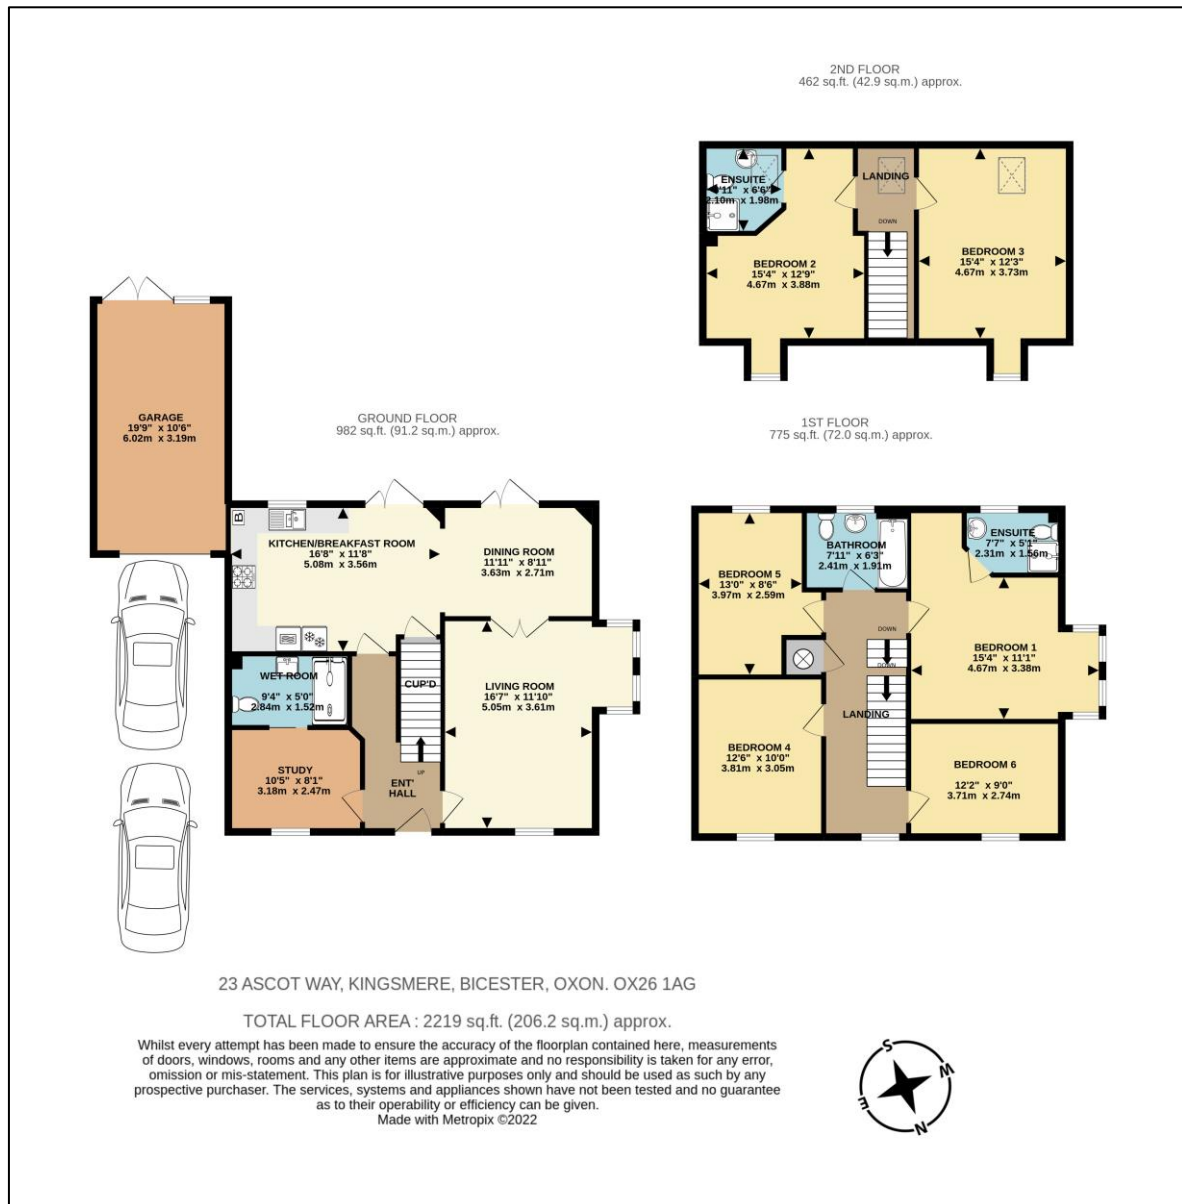 2ND FLOOR
462 sq.ft. (42.9 sq.m.) approx.
ENSUITE
11" x 6'6"
2.10m x 1.98m
LANDING
DOWN
BEDROOM 2
15'4" x 12'9"
4.67m x 3.88m
BEDROOM 3
15'4" x 12'3"
4.67m x 3.73m
GARAGE
19'9" x 10'6"
6.02m x 3.19m
GROUND FLOOR
982 sq.ft. (91.2 sq.m.) approx.
B
KITCHEN/BREAKFAST ROOM
16'8" x 11'8"
5.08m x 3.56m
DINING ROOM
11'11" x 8'11"
3.63m x 2.71m
WET ROOM
9'4" x 5'0"
2.84m x 1.52m
CUP'D
LIVING ROOM
16'7" x 11'10"
5.05m x 3.61m
STUDY
10'5" x 8'1"
3.18m x 2.47m
UP
ENT'
HALL
1ST FLOOR
775 sq.ft. (72.0 sq.m.) approx.
BATHROOM
7'11" x 6'3"
2.41m x 1.91m
ENSUITE
7'7" x 5'1"
2.31m x 1.56m
BEDROOM 5
13'0" x 8'6"
3.97m x 2.59m
DOWN
DOWN
BEDROOM 1
15'4" x 11'1"
4.67m x 3.38m
LANDING
BEDROOM 4
12'6" x 10'0"
3.81m x 3.05m
BEDROOM 6
12'2" x 9'0"
3.71m x 2.74m
23 ASCOT WAY, KINGSMERE, BICESTER, OXON. OX26 1AG
TOTAL FLOOR AREA : 2219 sq.ft. (206.2 sq.m.) approx.
Whilst every attempt has been made to ensure the accuracy of the floorplan contained here, measurements
of doors, windows, rooms and any other items are approximate and no responsibility is taken for any error,
omission or mis-statement. This plan is for illustrative purposes only and should be used as such by any
prospective purchaser. The services, systems and appliances shown have not been tested and no guarantee
as to their operability or efficiency can be given.
Made with Metropix ©2022
S
W
E
N